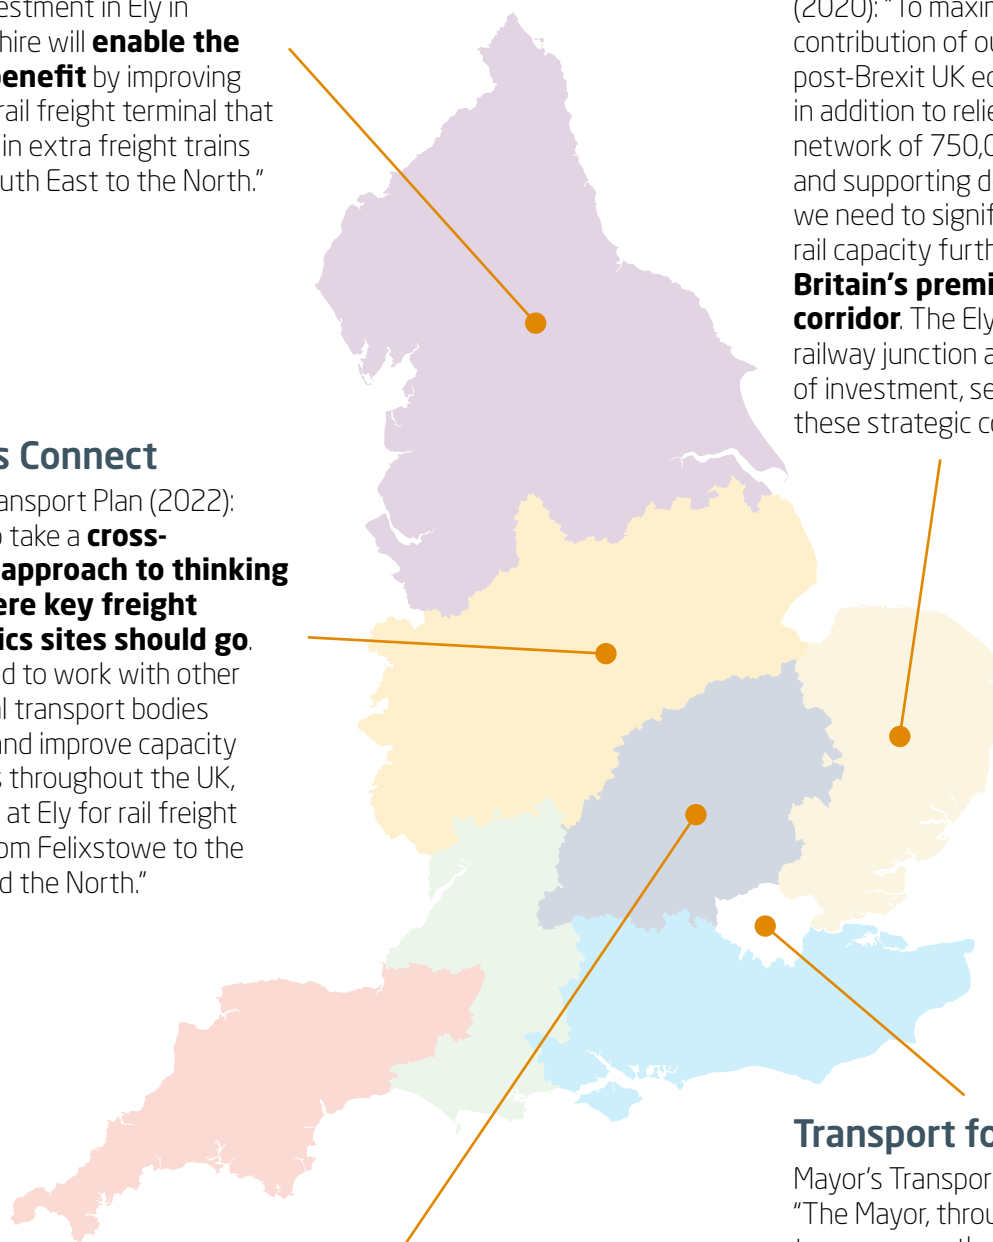 estment in Ely in
hire will enable the
enefit by improving
rail freight terminal that
in extra freight trains
uth East to the North."
s Connect
ansport Plan (2022):
o take a cross-
approach to thinking
ere key freight
ics sites should go.
d to work with other
l transport bodies
and improve capacity
s throughout the UK,
at Ely for rail freight
om Felixstowe to the
d the North."
(2020): "To maxim
contribution of ou
post-Brexit UK ec
in addition to relie
network of 750,0
and supporting d
we need to signif
rail capacity furth
Britain's premi
corridor. The Ely
railway junction a
of investment, se
these strategic co
Transport fo
Mayor's Transpor
"The Mayor, throu